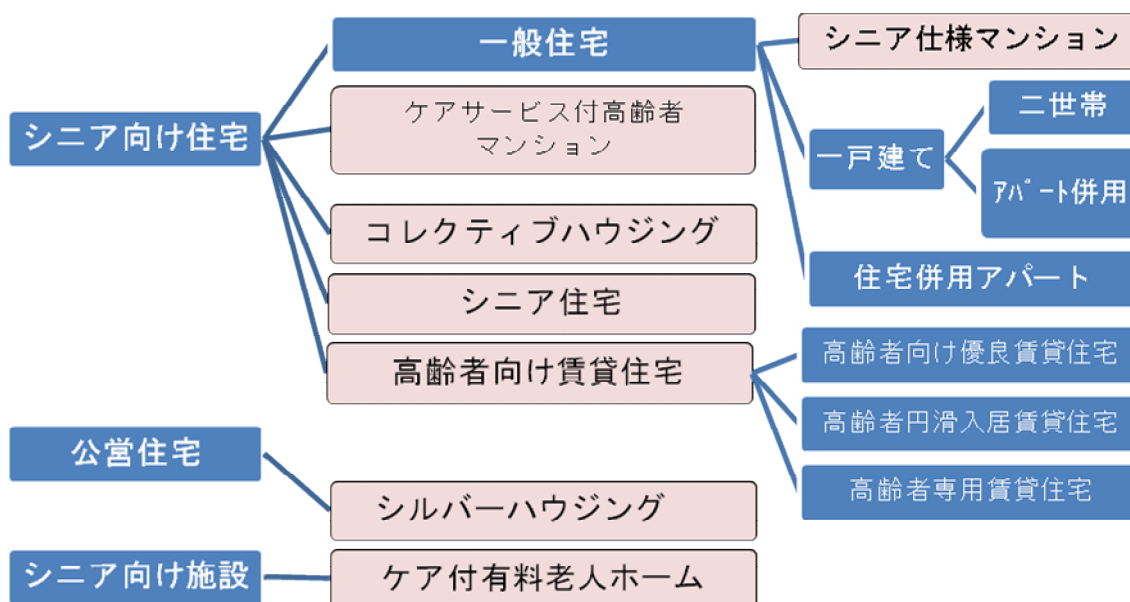 シニア向け住宅
一般住宅
ケアサービス付高齢者
マンション
コレクティブハウジング
シニア住宅
高齢者向け賃貸住宅
シニア仕様マンション
一戸建て
二世帯
ｱﾊﾟｰﾄ併用
住宅併用アパート
高齢者向け優良賃貸住宅
高齢者円滑入居賃貸住宅
高齢者専用賃貸住宅
公営住宅
シルバーハウジング
シニア向け施設
ケア付有料老人ホーム